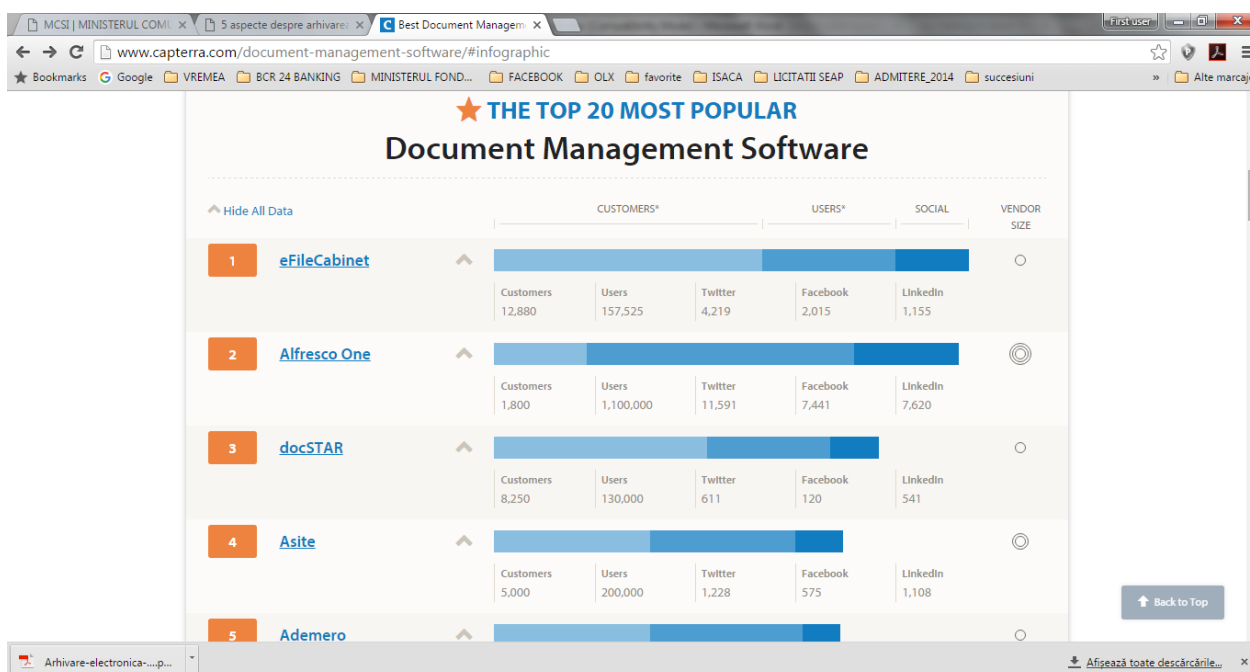 MCSI | MINISTERUL COMU
5 aspecte despre arhivarea
Best Document Managem
First user
www.capterra.com/document-management-software/#infographic
Bookmarks Google VREMEA BCR 24 BANKING MINISTERUL FOND... FACEBOOK OLX favorite ISACA LICITATII SEAP ADMITERE_2014 succesiuni » Alte marcaje
THE TOP 20 MOST POPULAR
Document Management Software
Hide All Data CUSTOMERS* USERS* SOCIAL VENDOR
SIZE
1 eFileCabinet
Customers Users Twitter Facebook LinkedIn
12,880 157,525 4,219 2,015 1,155
2 Alfresco One
Customers Users Twitter Facebook LinkedIn
1,800 1,100,000 11,591 7,441 7,620
3 docSTAR
Customers Users Twitter Facebook LinkedIn
8,250 130,000 611 120 541
4 Asite
Customers Users Twitter Facebook LinkedIn
5,000 200,000 1,228 575 1,108
Back to Top
5 Ademero
Arhivare-electronica-....p... Afișează toate descărcările...